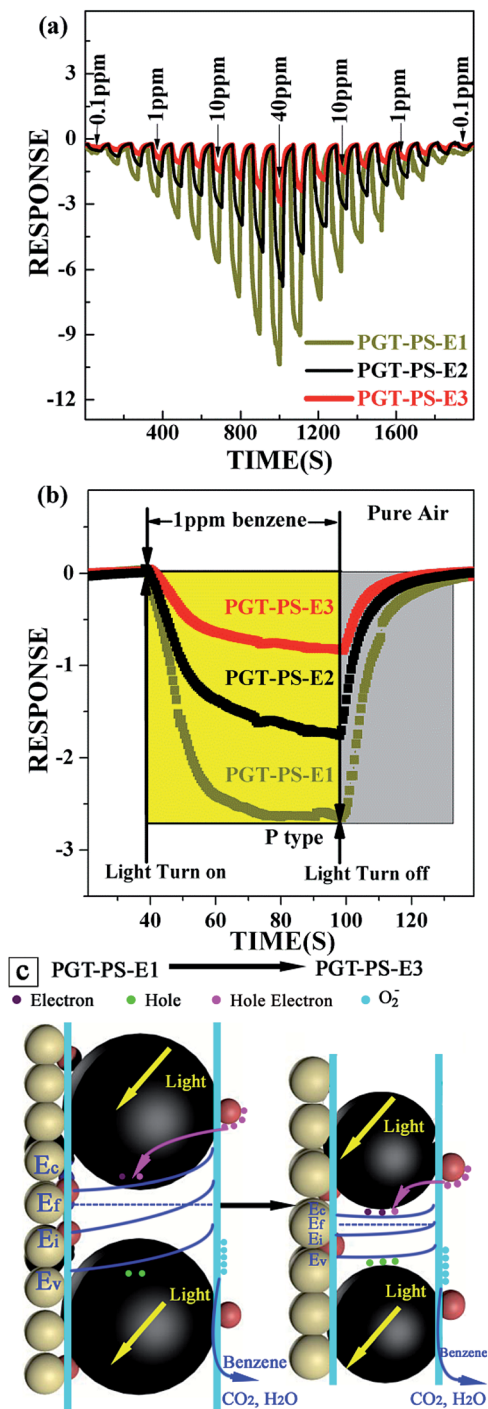 (a)
3
0
-3
-6
-9
-12
RESPONSE
0.1ppm
1ppm
10ppm
40ppm
10ppm
1ppm
0.1ppm
PGT-PS-E1
PGT-PS-E2
PGT-PS-E3
400 800 1200 1600
TIME(S)
(b)
1ppm benzene
Pure Air
0
-1
-2
-3
RESPONSE
PGT-PS-E3
PGT-PS-E2
PGT-PS-E1
P type
Light Turn on
Light Turn off
40 60 80 100 120
TIME(S)
c
PGT-PS-E1
PGT-PS-E3
Electron
Hole
Hole Electron
O₂⁻
Light
Ec
Ef
Ei
Ev
Light
Benzene
CO₂, H₂O
Light
Ec
Ef
Ei
Ev
Light
Benzene
CO₂, H₂O